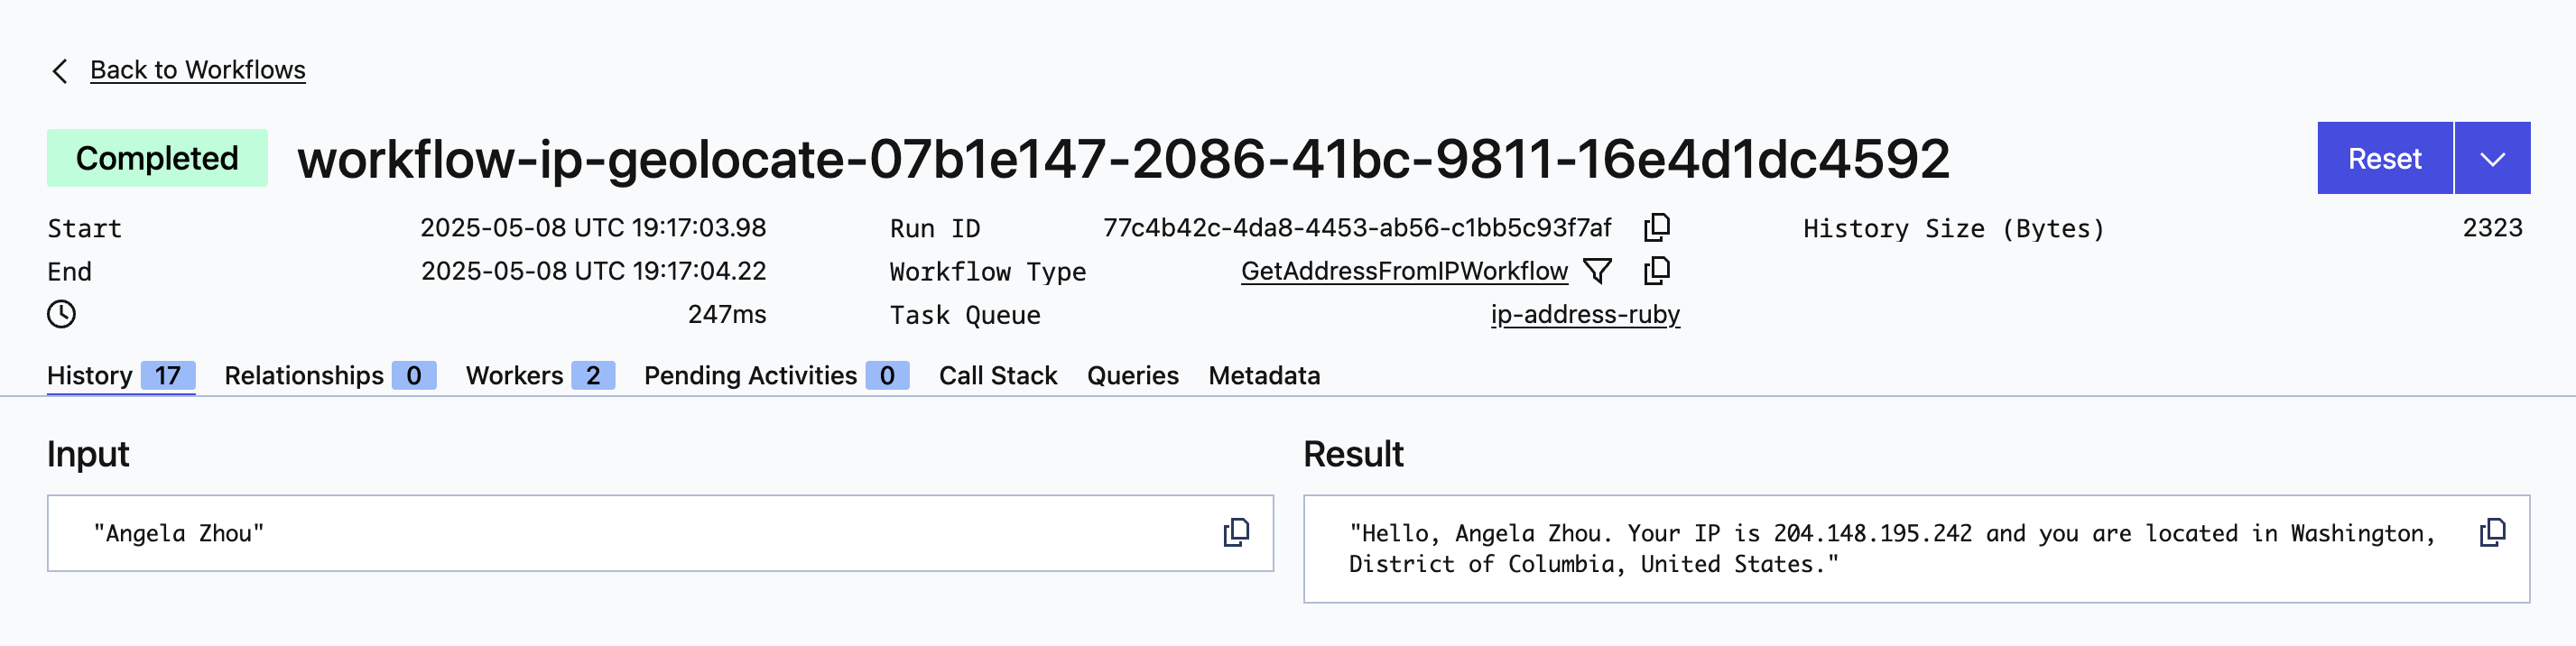 Back to Workflows
Completed workflow-ip-geolocate-07b1e147-2086-41bc-9811-16e4d1dc4592 Reset
Start 2025-05-08 UTC 19:17:03.98 Run ID 77c4b42c-4da8-4453-ab56-c1bb5c93f7af History Size (Bytes) 2323
End 2025-05-08 UTC 19:17:04.22 Workflow Type GetAddressFromIPWorkflow
247ms Task Queue ip-address-ruby
History 17 Relationships 0 Workers 2 Pending Activities 0 Call Stack Queries Metadata
Input
"Angela Zhou"
Result
"Hello, Angela Zhou. Your IP is 204.148.195.242 and you are located in Washington,
District of Columbia, United States."